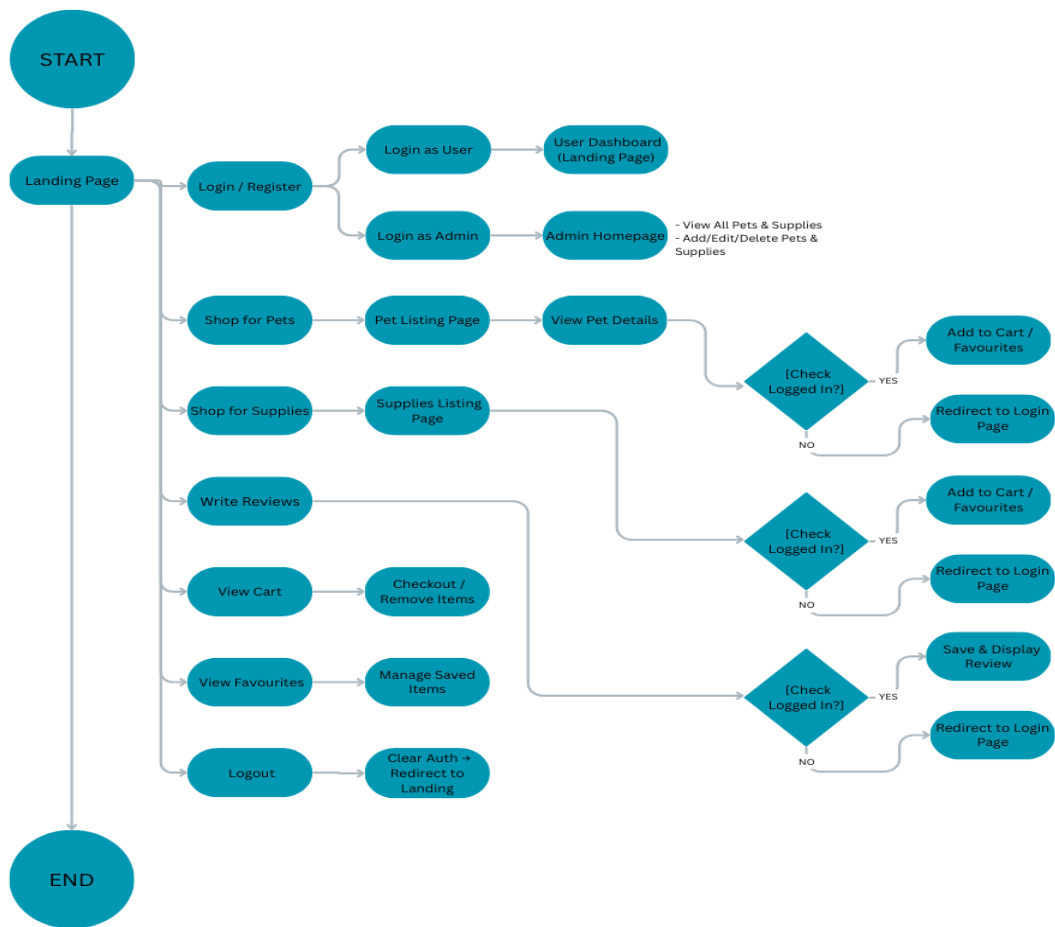 START
Landing Page
Login / Register
Login as User
User Dashboard
(Landing Page)
Login as Admin
Admin Homepage
- View All Pets & Supplies
- Add/Edit/Delete Pets &
Supplies
Shop for Pets
Pet Listing Page
View Pet Details
[Check
Logged In?]
YES
Add to Cart /
Favourites
NO
Redirect to Login
Page
Shop for Supplies
Supplies Listing
Page
[Check
Logged In?]
YES
Add to Cart /
Favourites
NO
Redirect to Login
Page
Write Reviews
[Check
Logged In?]
YES
Save & Display
Review
NO
Redirect to Login
Page
View Cart
Checkout /
Remove Items
View Favourites
Manage Saved
Items
Logout
Clear Auth →
Redirect to
Landing
END